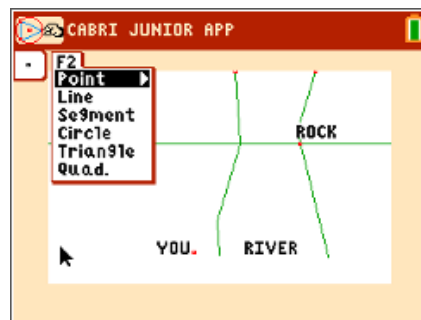 CABRI JUNIOR APP
F2
Point
Line
Segment
Circle
Triangle
Quad.
ROCK
YOU. RIVER